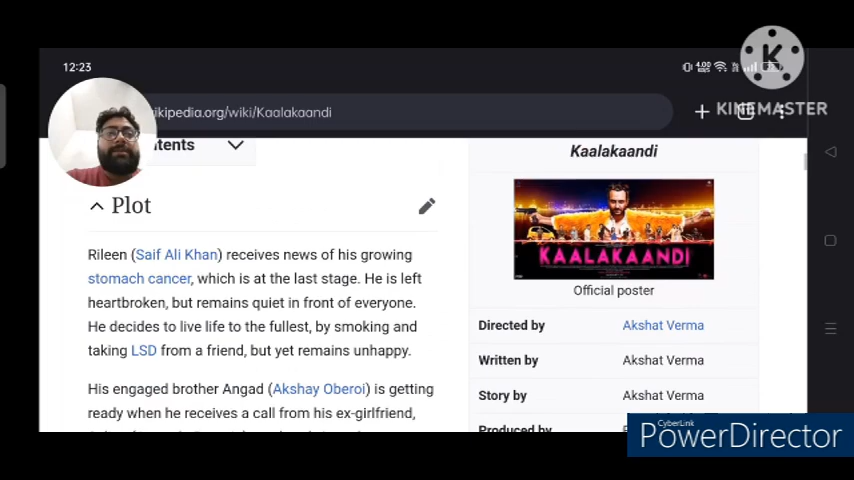 12:23
4.00
KINEMASTER
ikipedia.org/wiki/Kaalakaandi
tents
Plot
Rileen (Saif Ali Khan) receives news of his growing
stomach cancer, which is at the last stage. He is left
heartbroken, but remains quiet in front of everyone.
He decides to live life to the fullest, by smoking and
taking LSD from a friend, but yet remains unhappy.
His engaged brother Angad (Akshay Oberoi) is getting
ready when he receives a call from his ex-girlfriend,
Kaalakaandi
KAALAKAANDI
Official poster
Directed by Akshat Verma
Written by Akshat Verma
Story by Akshat Verma
Produced by
CyberLink
PowerDirector